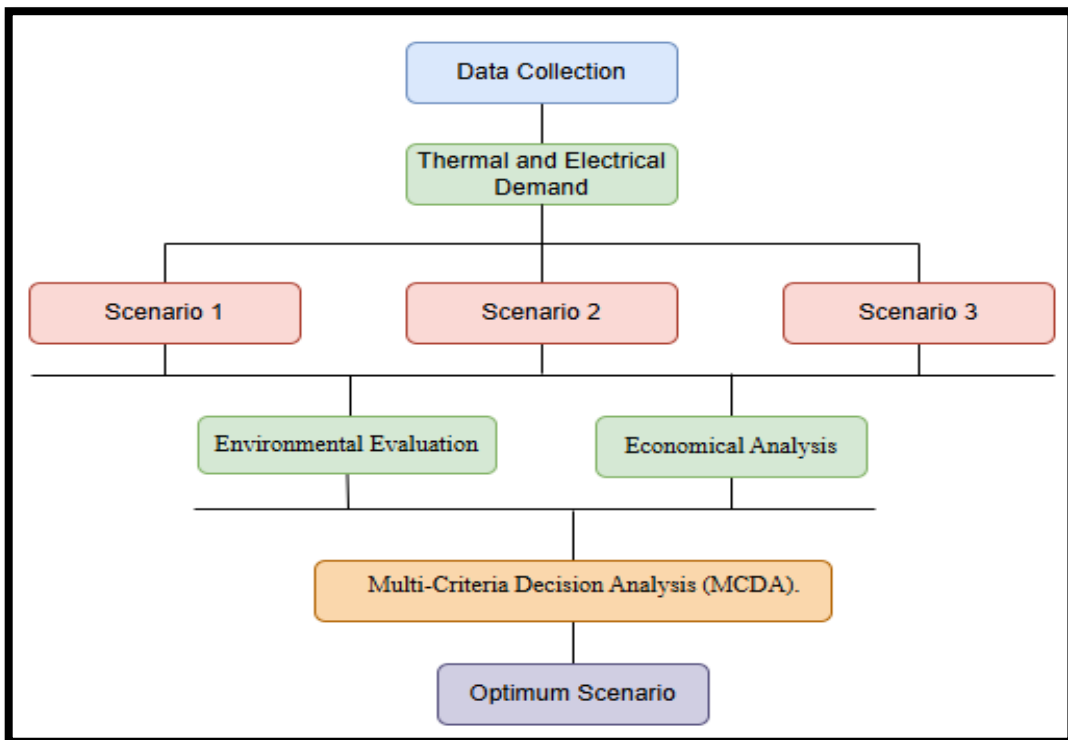 Data Collection
Thermal and Electrical
Demand
Scenario 1
Scenario 2
Scenario 3
Environmental Evaluation
Economical Analysis
Multi-Criteria Decision Analysis (MCDA).
Optimum Scenario